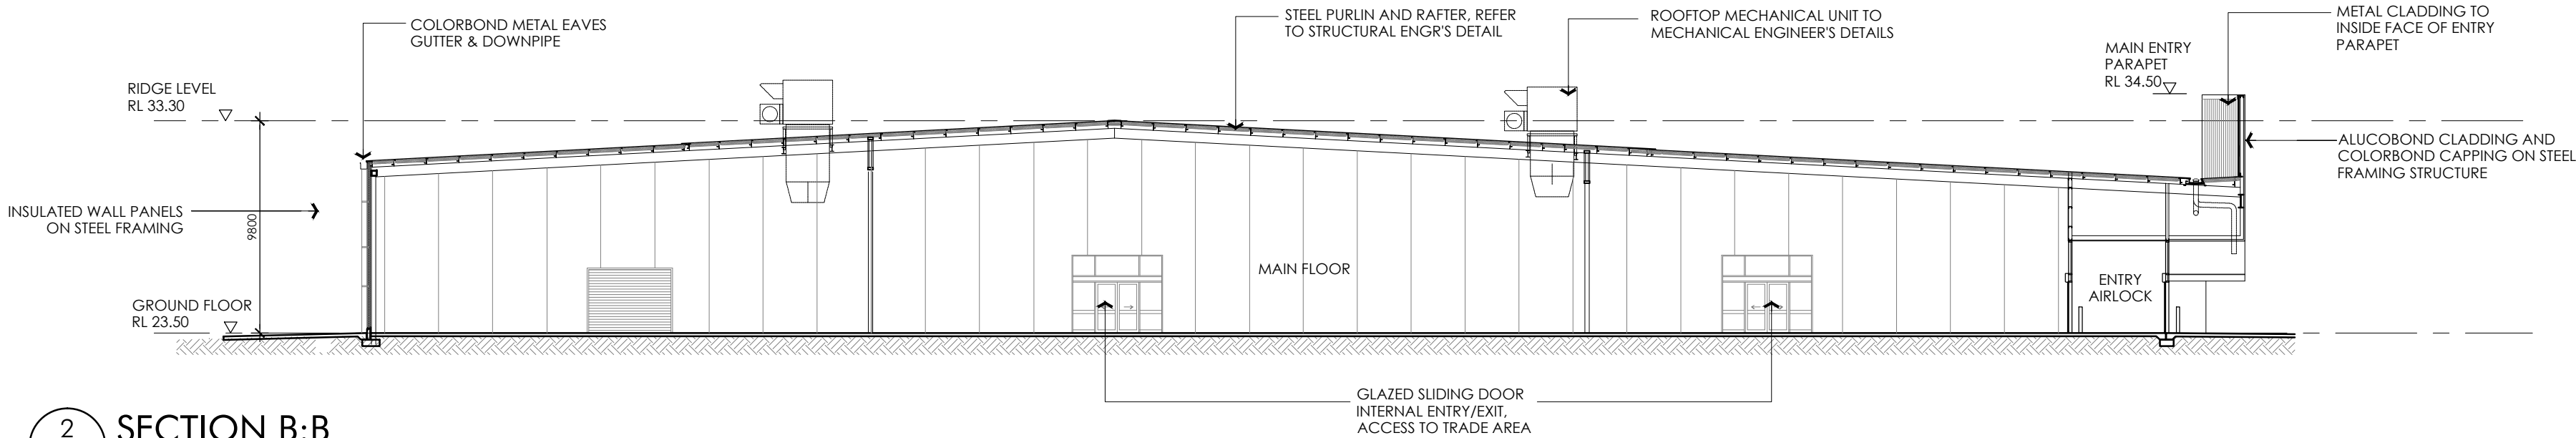 COLORBOND METAL EAVES
GUTTER & DOWNPIPE
STEEL PURLIN AND RAFTER, REFER
TO STRUCTURAL ENGR'S DETAIL
ROOFTOP MECHANICAL UNIT TO
MECHANICAL ENGINEER'S DETAILS
METAL CLADDING TO
INSIDE FACE OF ENTRY
PARAPET
MAIN ENTRY
PARAPET
RL 34.50
RIDGE LEVEL
RL 33.30
ALUCOBOND CLADDING AND
COLORBOND CAPPING ON STEEL
FRAMING STRUCTURE
INSULATED WALL PANELS
ON STEEL FRAMING
9800
MAIN FLOOR
ENTRY
AIRLOCK
GROUND FLOOR
RL 23.50
GLAZED SLIDING DOOR
INTERNAL ENTRY/EXIT,
ACCESS TO TRADE AREA
2
SECTION B:B